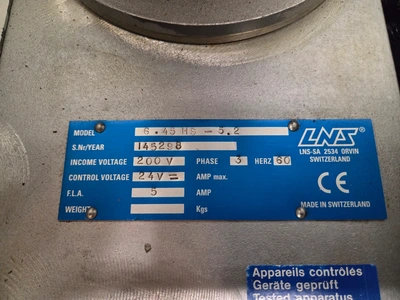 MODEL 6.45 HS - 5.2
S.Nr/YEAR 145298
INCOME VOLTAGE 200 V PHASE 3 HERZ 60
CONTROL VOLTAGE 24V = AMP max.
F.L.A. 5 AMP
WEIGHT Kgs
LNS
LNS-SA 2534 ORVIN
SWITZERLAND
CE
MADE IN SWITZERLAND
Appareils contrôlés
Geräte geprüft
Tested apparatus